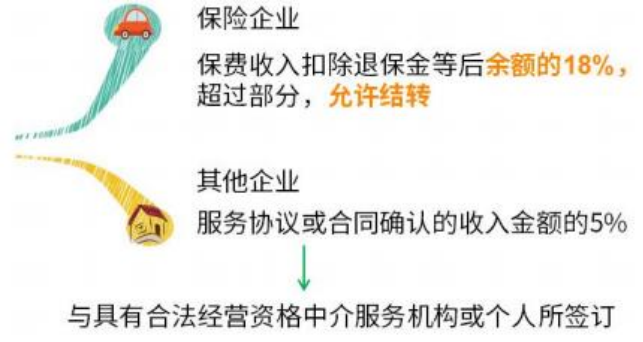 保险企业
保费收入扣除退保金等后余额的18%，
超过部分，允许结转
其他企业
服务协议或合同确认的收入金额的5%
与具有合法经营资格中介服务机构或个人所签订